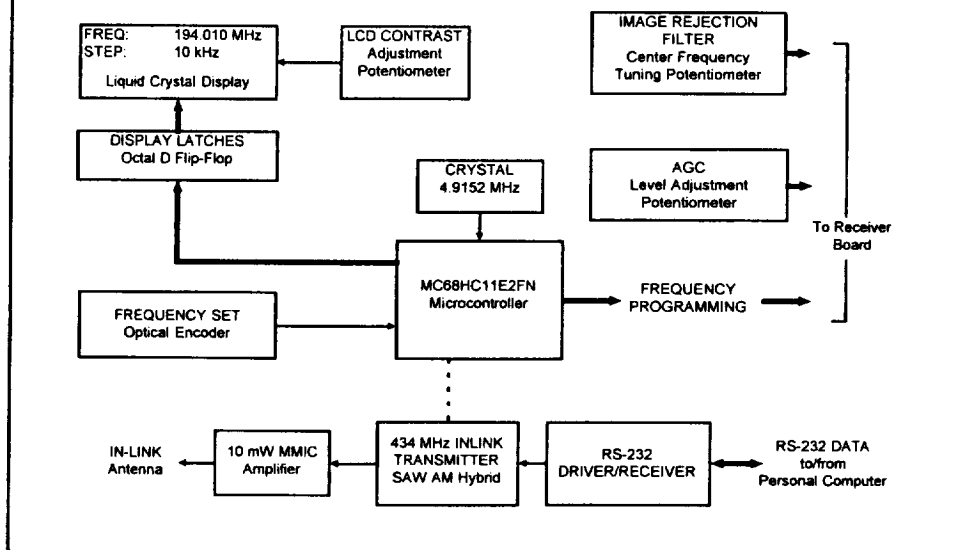 FREQ: 194.010 MHz
STEP: 10 kHz
Liquid Crystal Display
LCD CONTRAST
Adjustment
Potentiometer
IMAGE REJECTION
FILTER
Center Frequency
Tuning Potentiometer
DISPLAY LATCHES
Octal D Flip-Flop
CRYSTAL
4.9152 MHz
AGC
Level Adjustment
Potentiometer
To Receiver
Board
MC68HC11E2FN
Microcontroller
FREQUENCY
PROGRAMMING
FREQUENCY SET
Optical Encoder
IN-LINK
Antenna
10 mW MMIC
Amplifier
434 MHz INLINK
TRANSMITTER
SAW AM Hybrid
RS-232
DRIVER/RECEIVER
RS-232 DATA
to/from
Personal Computer